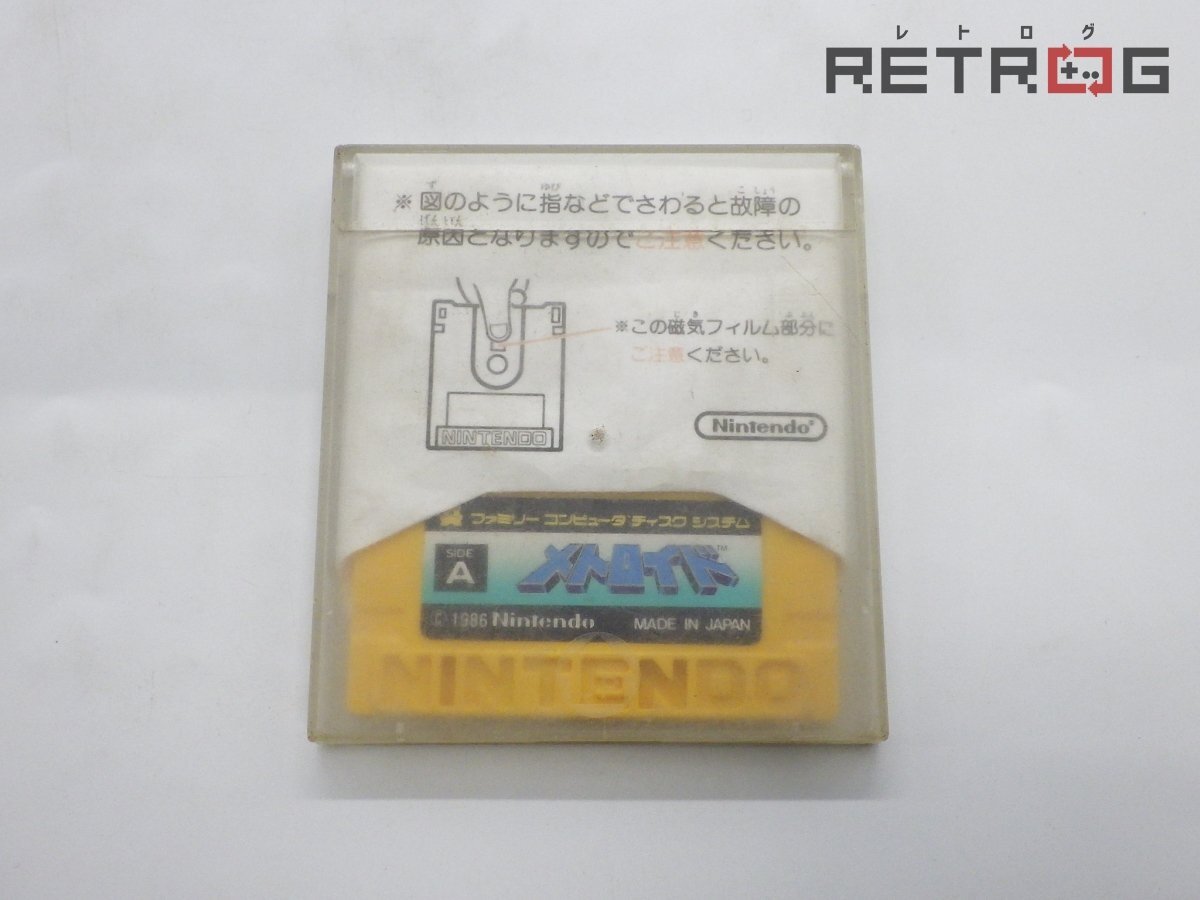 レトログ
RETROG
※図のように指などでさわると故障の
原因となりますのでご注意ください。
※この磁気フィルム部分に
ご注意ください。
NINTENDO
Nintendo®
ファミリー コンピュータ ディスク システム
SIDE A
メトロイド™
© 1986 Nintendo MADE IN JAPAN
NINTENDO